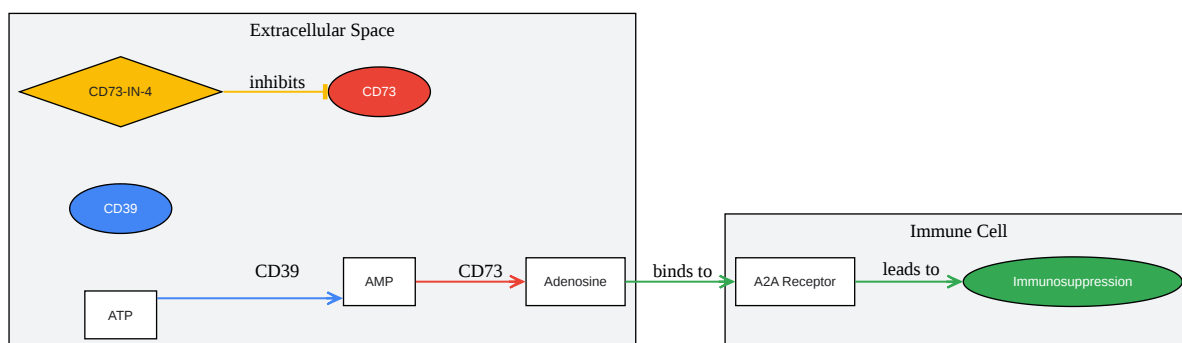 Extracellular Space
CD73-IN-4
inhibits
CD73
CD39
CD39
CD73
ATP
AMP
Adenosine
binds to
Immune Cell
A2A Receptor
leads to
Immunosuppression